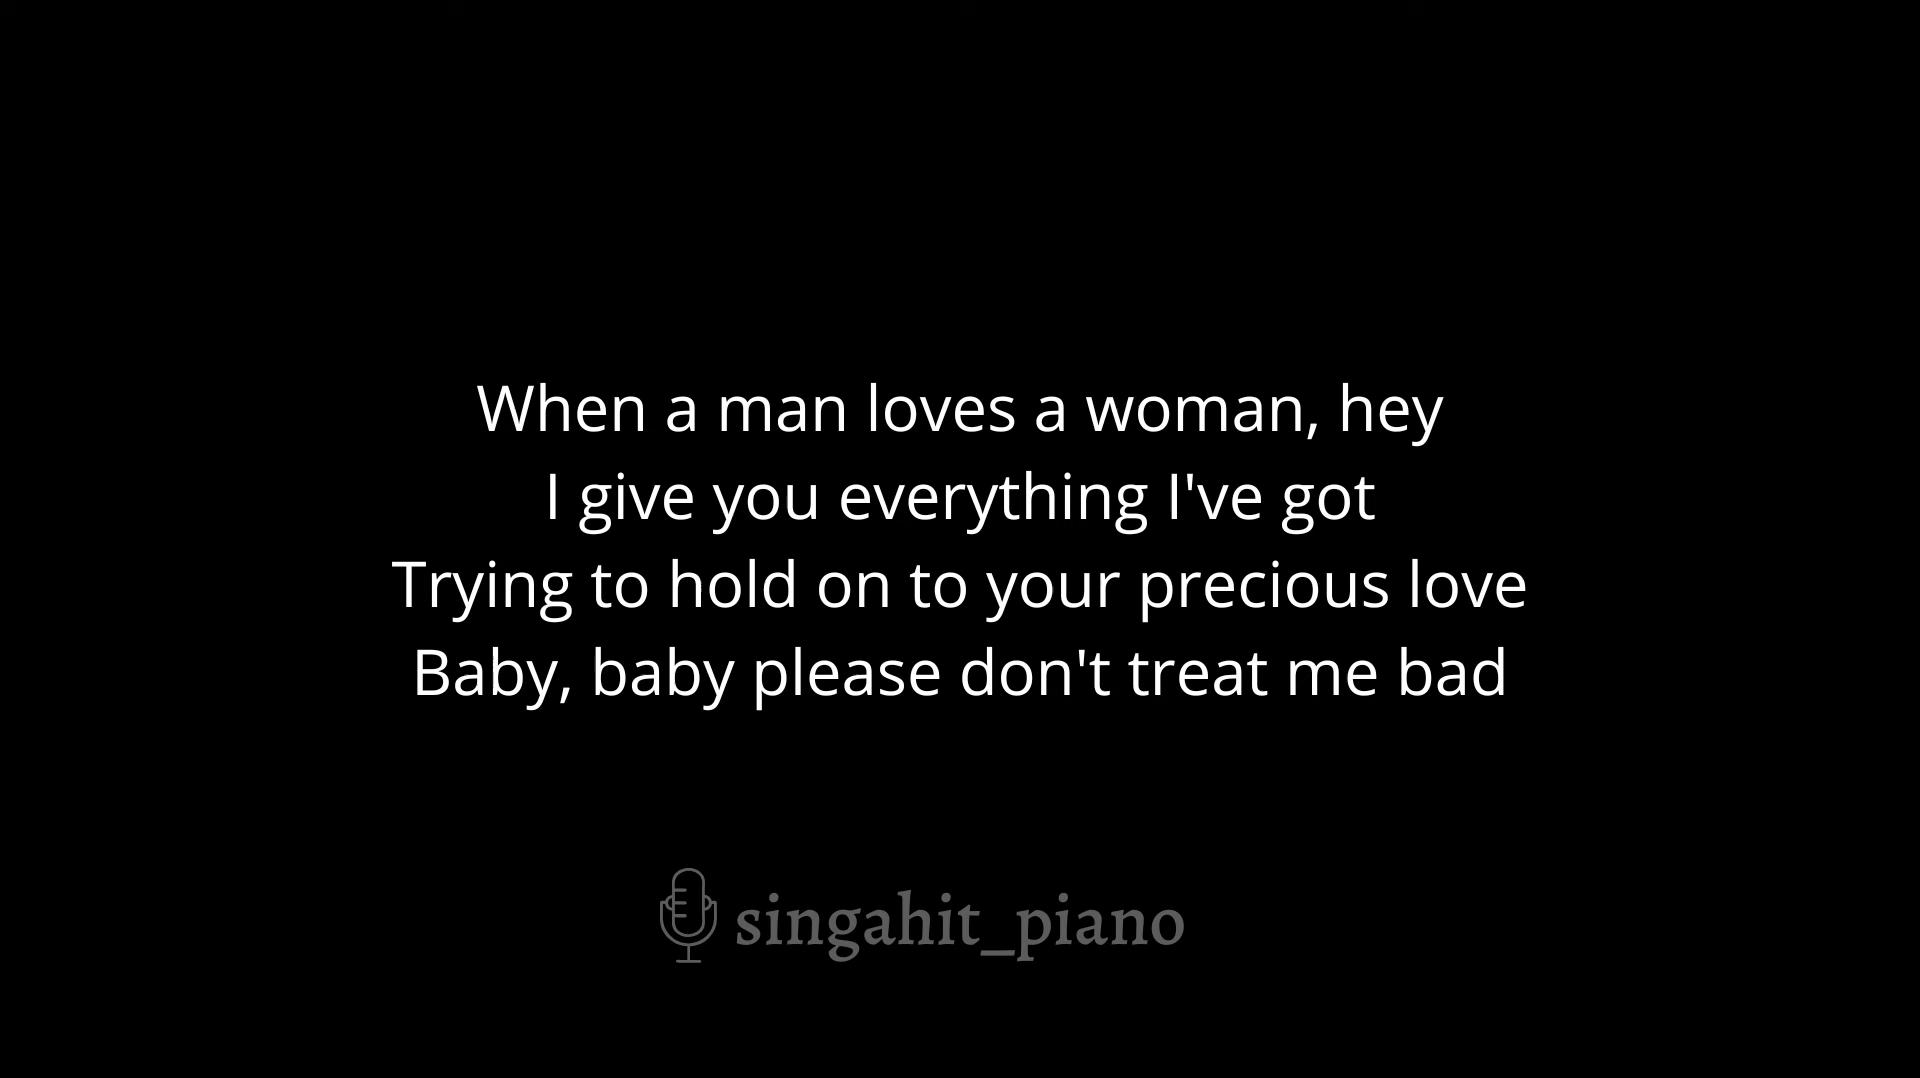 When a man loves a woman, hey
I give you everything I've got
Trying to hold on to your precious love
Baby, baby please don't treat me bad
singahit_piano